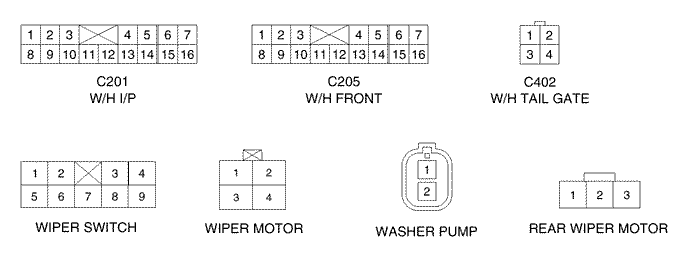 1 2 3 4 5 6 7
8 9 10 11 12 13 14 15 16
C201
W/H I/P
1 2 3 4 5 6 7
8 9 10 11 12 13 14 15 16
C205
W/H FRONT
1 2
3 4
C402
W/H TAIL GATE
1 2 3 4
5 6 7 8 9
WIPER SWITCH
1 2
3 4
WIPER MOTOR
1
2
WASHER PUMP
1 2 3
REAR WIPER MOTOR